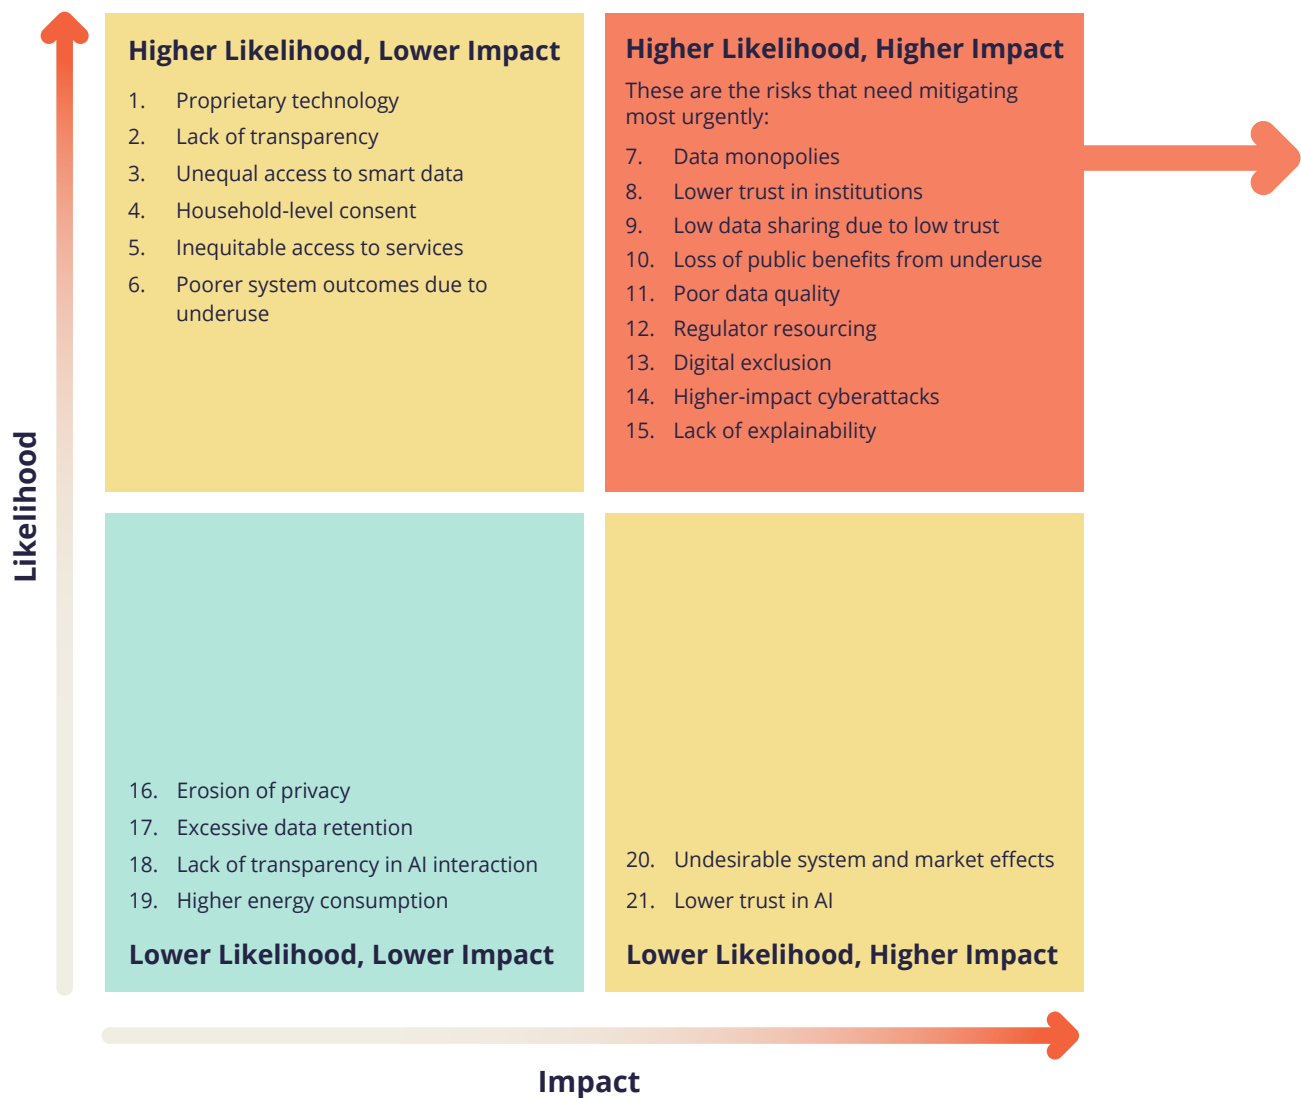 Higher Likelihood, Lower Impact
1. Proprietary technology
2. Lack of transparency
3. Unequal access to smart data
4. Household-level consent
5. Inequitable access to services
6. Poorer system outcomes due to
underuse
Higher Likelihood, Higher Impact
These are the risks that need mitigating
most urgently:
7. Data monopolies
8. Lower trust in institutions
9. Low data sharing due to low trust
10. Loss of public benefits from underuse
11. Poor data quality
12. Regulator resourcing
13. Digital exclusion
14. Higher-impact cyberattacks
15. Lack of explainability
Likelihood
16. Erosion of privacy
17. Excessive data retention
18. Lack of transparency in AI interaction
19. Higher energy consumption
Lower Likelihood, Lower Impact
20. Undesirable system and market effects
21. Lower trust in AI
Lower Likelihood, Higher Impact
Impact